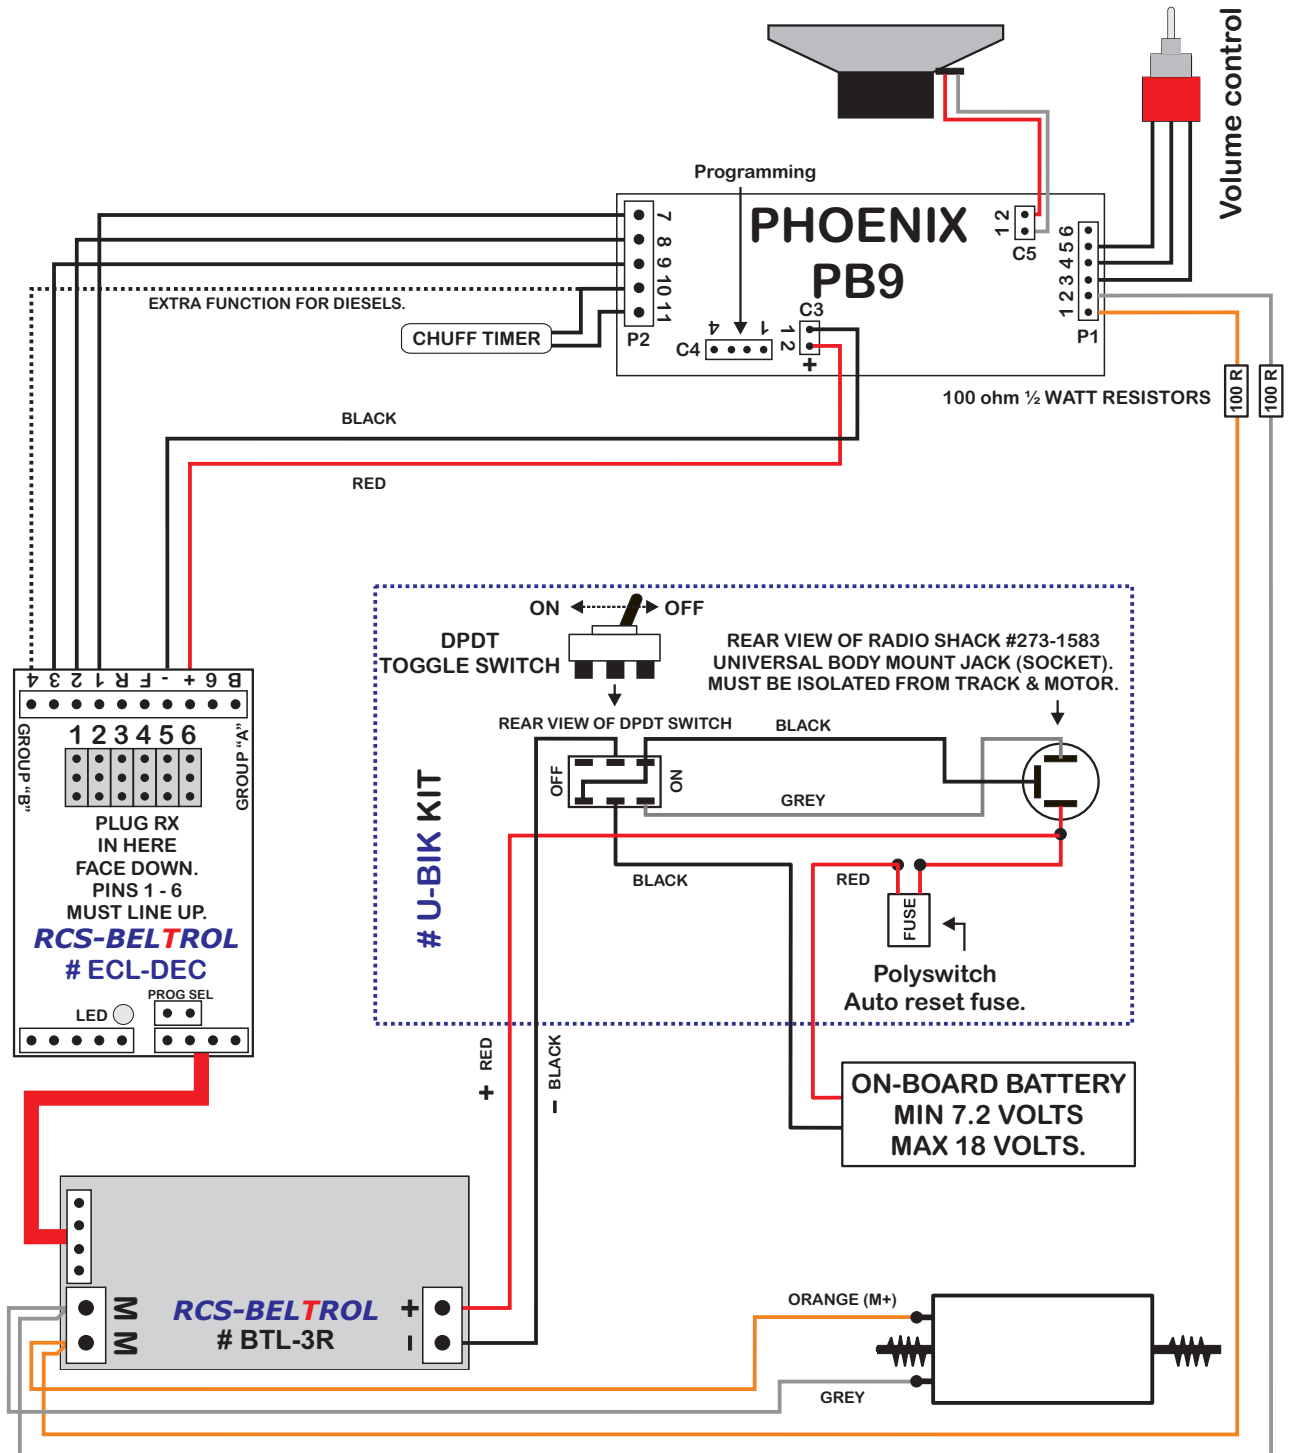 Volume control
Programming
PHOENIX
PB9
7
8
9
10
11
P2
1 2
C5
1 2 3 4 5 6
P1
C3
1 2
+
C4
4 1
EXTRA FUNCTION FOR DIESELS.
CHUFF TIMER
100 ohm ½ WATT RESISTORS
100 R
100 R
BLACK
RED
4 3 2 1 R F - + 6 B
GROUP "B"
GROUP "A"
1 2 3 4 5 6
PLUG RX
IN HERE
FACE DOWN.
PINS 1 - 6
MUST LINE UP.
RCS-BELTROL
# ECL-DEC
PROG SEL
LED
ON OFF
DPDT
TOGGLE SWITCH
REAR VIEW OF RADIO SHACK #273-1583
UNIVERSAL BODY MOUNT JACK (SOCKET).
MUST BE ISOLATED FROM TRACK & MOTOR.
REAR VIEW OF DPDT SWITCH
BLACK
OFF
ON
GREY
# U-BIK KIT
BLACK
RED
FUSE
Polyswitch
Auto reset fuse.
+ RED
- BLACK
ON-BOARD BATTERY
MIN 7.2 VOLTS
MAX 18 VOLTS.
M
M
RCS-BELTROL
# BTL-3R
+
-
ORANGE (M+)
GREY